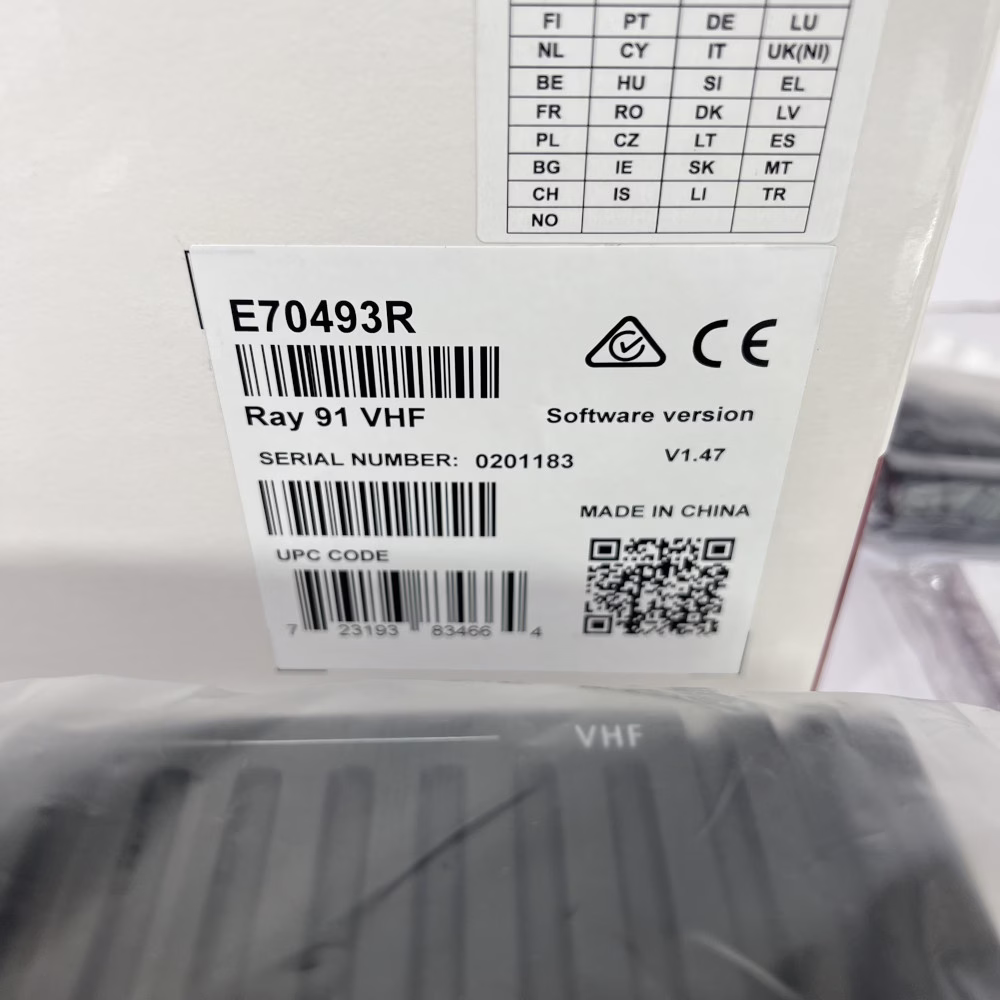 FI PT DE LU
NL CY IT UK(NI)
BE HU SI EL
FR RO DK LV
PL CZ LT ES
BG IE SK MT
CH IS LI TR
NO
E70493R
CE
Ray 91 VHF
Software version
SERIAL NUMBER: 0201183
V1.47
MADE IN CHINA
UPC CODE
7 23193 83466 4
VHF